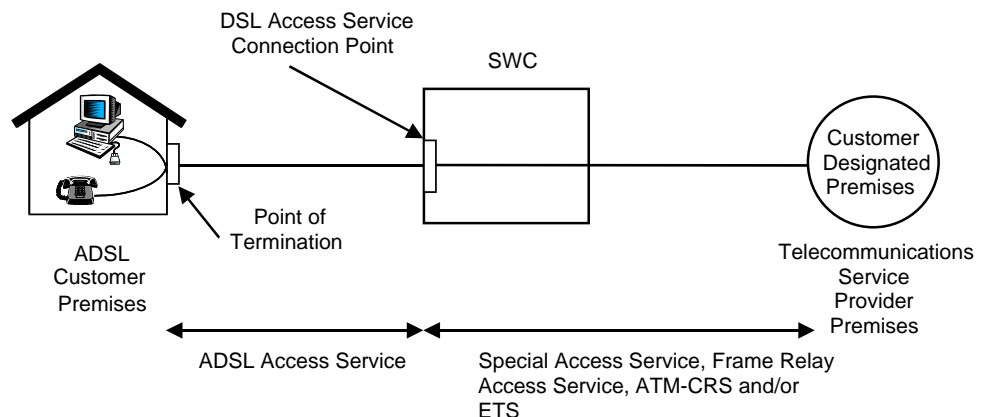 DSL Access Service
Connection Point
SWC
Customer
Designated
Premises
Point of
Termination
ADSL
Customer
Premises
Telecommunications
Service
Provider
Premises
ADSL Access Service
Special Access Service, Frame Relay
Access Service, ATM-CRS and/or
ETS